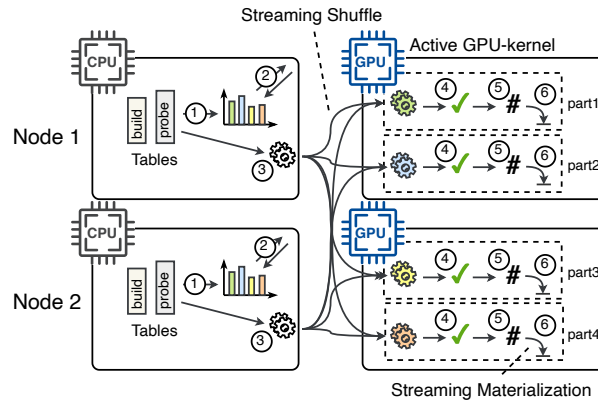 Streaming Shuffle
CPU
GPU
Active GPU-kernel
Node 1
build
probe
Tables
1
2
3
4
5
#
6
part1
4
5
#
6
part2
CPU
GPU
Node 2
build
probe
Tables
1
2
3
4
5
#
6
part3
4
5
#
6
part4
Streaming Materialization